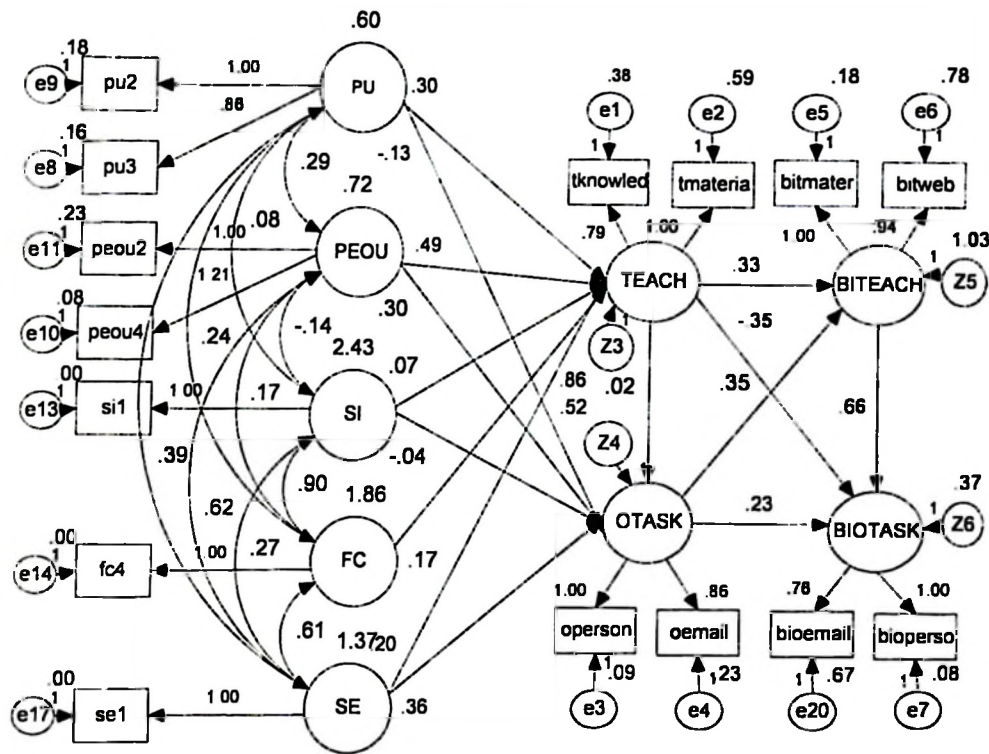 .60
.18
1
e9
pu2
1.00
PU
.30
.86
.16
1
e8
pu3
-.13
.29
.72
.23
1
e11
peou2
.08
1.00
PEOU
.49
1.21
.08
1
e10
peou4
.24
-.14
.30
2.43
.07
.00
1
e13
si1
1.00
.17
SI
.39
-.04
.62
.90
1.86
.00
1
e14
fc4
1.00
.27
FC
.17
.61
1.37
.20
.00
1
e17
se1
1.00
SE
.36
.38
.59
.18
.78
e1
e2
e5
e6
1
1
1
1
tknowled
tmateria
bitmater
bitweb
.79
1.00
1.00
.94
1.03
TEACH
.33
BITEACH
1
Z5
1
Z3
.02
-.35
.86
.52
.35
.66
Z4
.37
OTASK
.23
BIOTASK
1
Z6
1.00
.86
.76
1.00
operson
oemail
bioemail
bioperso
1
.09
1
.23
1
.67
1
.08
e3
e4
e20
e7